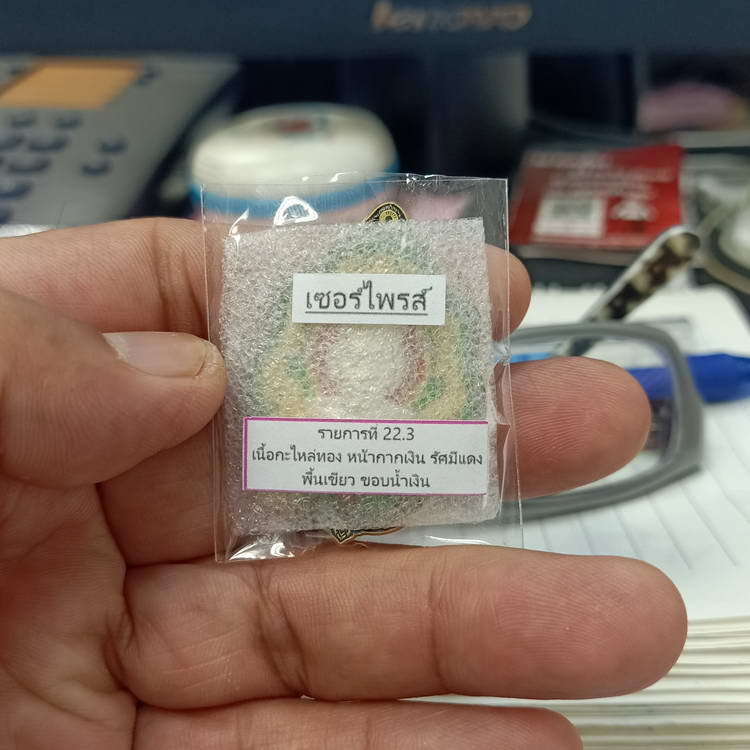 lenovo
เซอร์ไพรส์
รายการที่ 22.3
เนื้อกะไหล่ทอง หน้ากากเงิน รัศมีแดง
พื้นเขียว ขอบน้ำเงิน